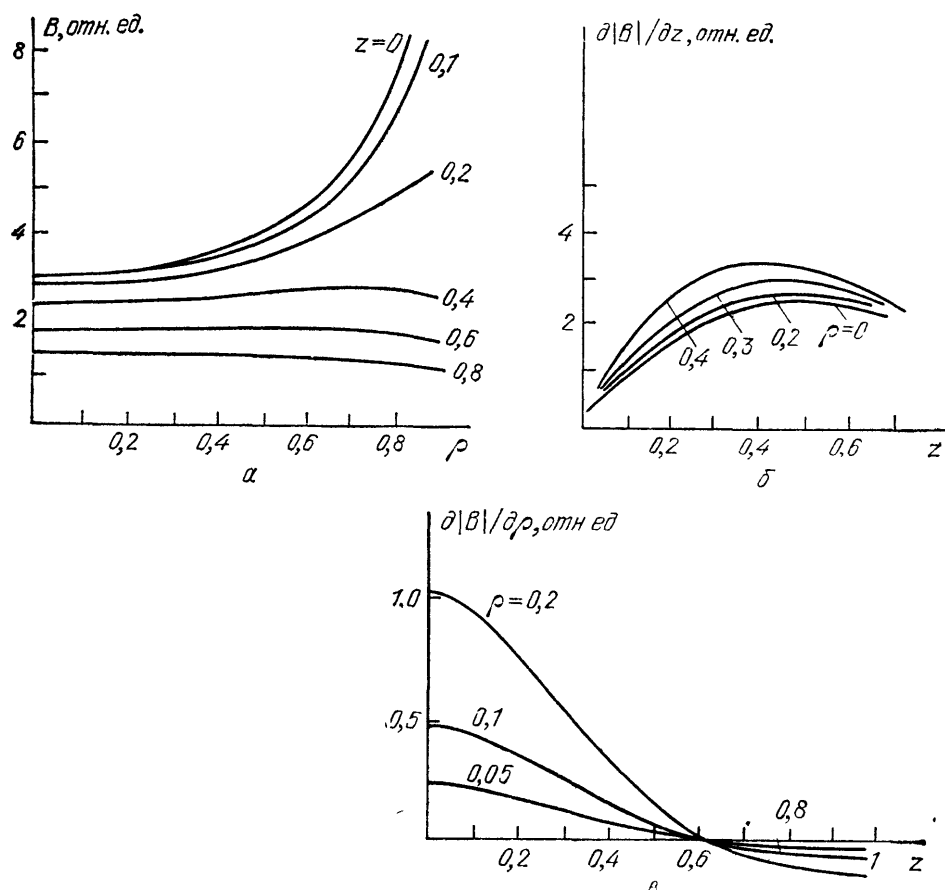 В, отн. ед.
8
6
4
2
z=0
0,1
0,2
0,4
0,6
0,8
0,2 0,4 0,6 0,8 ρ
а
∂|В|/∂z, отн. ед.
4
2
0,4 0,3 0,2 ρ=0
0,2 0,4 0,6 z
б
∂|В|/∂ρ, отн ед
1.0
0,5
ρ=0,2
0,1
0,05
0,8
0,2 0,4 0,6 1 z
в